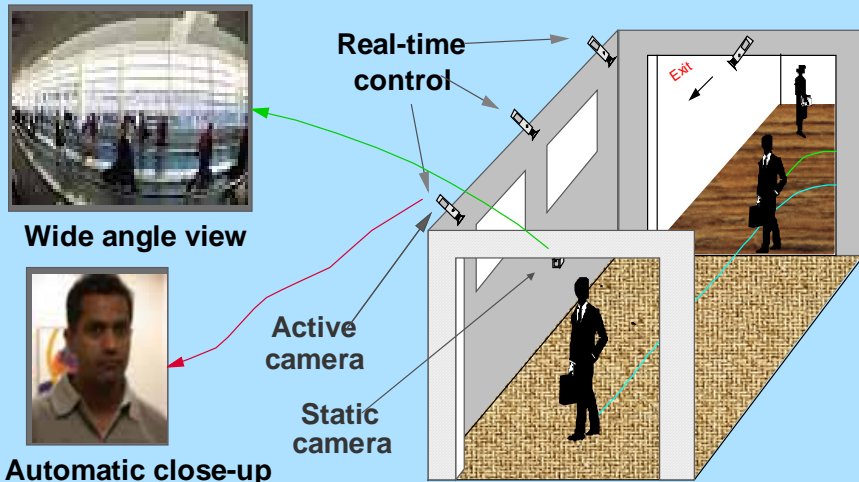 Real-time
control
Exit
Wide angle view
Active
camera
Static
camera
Automatic close-up